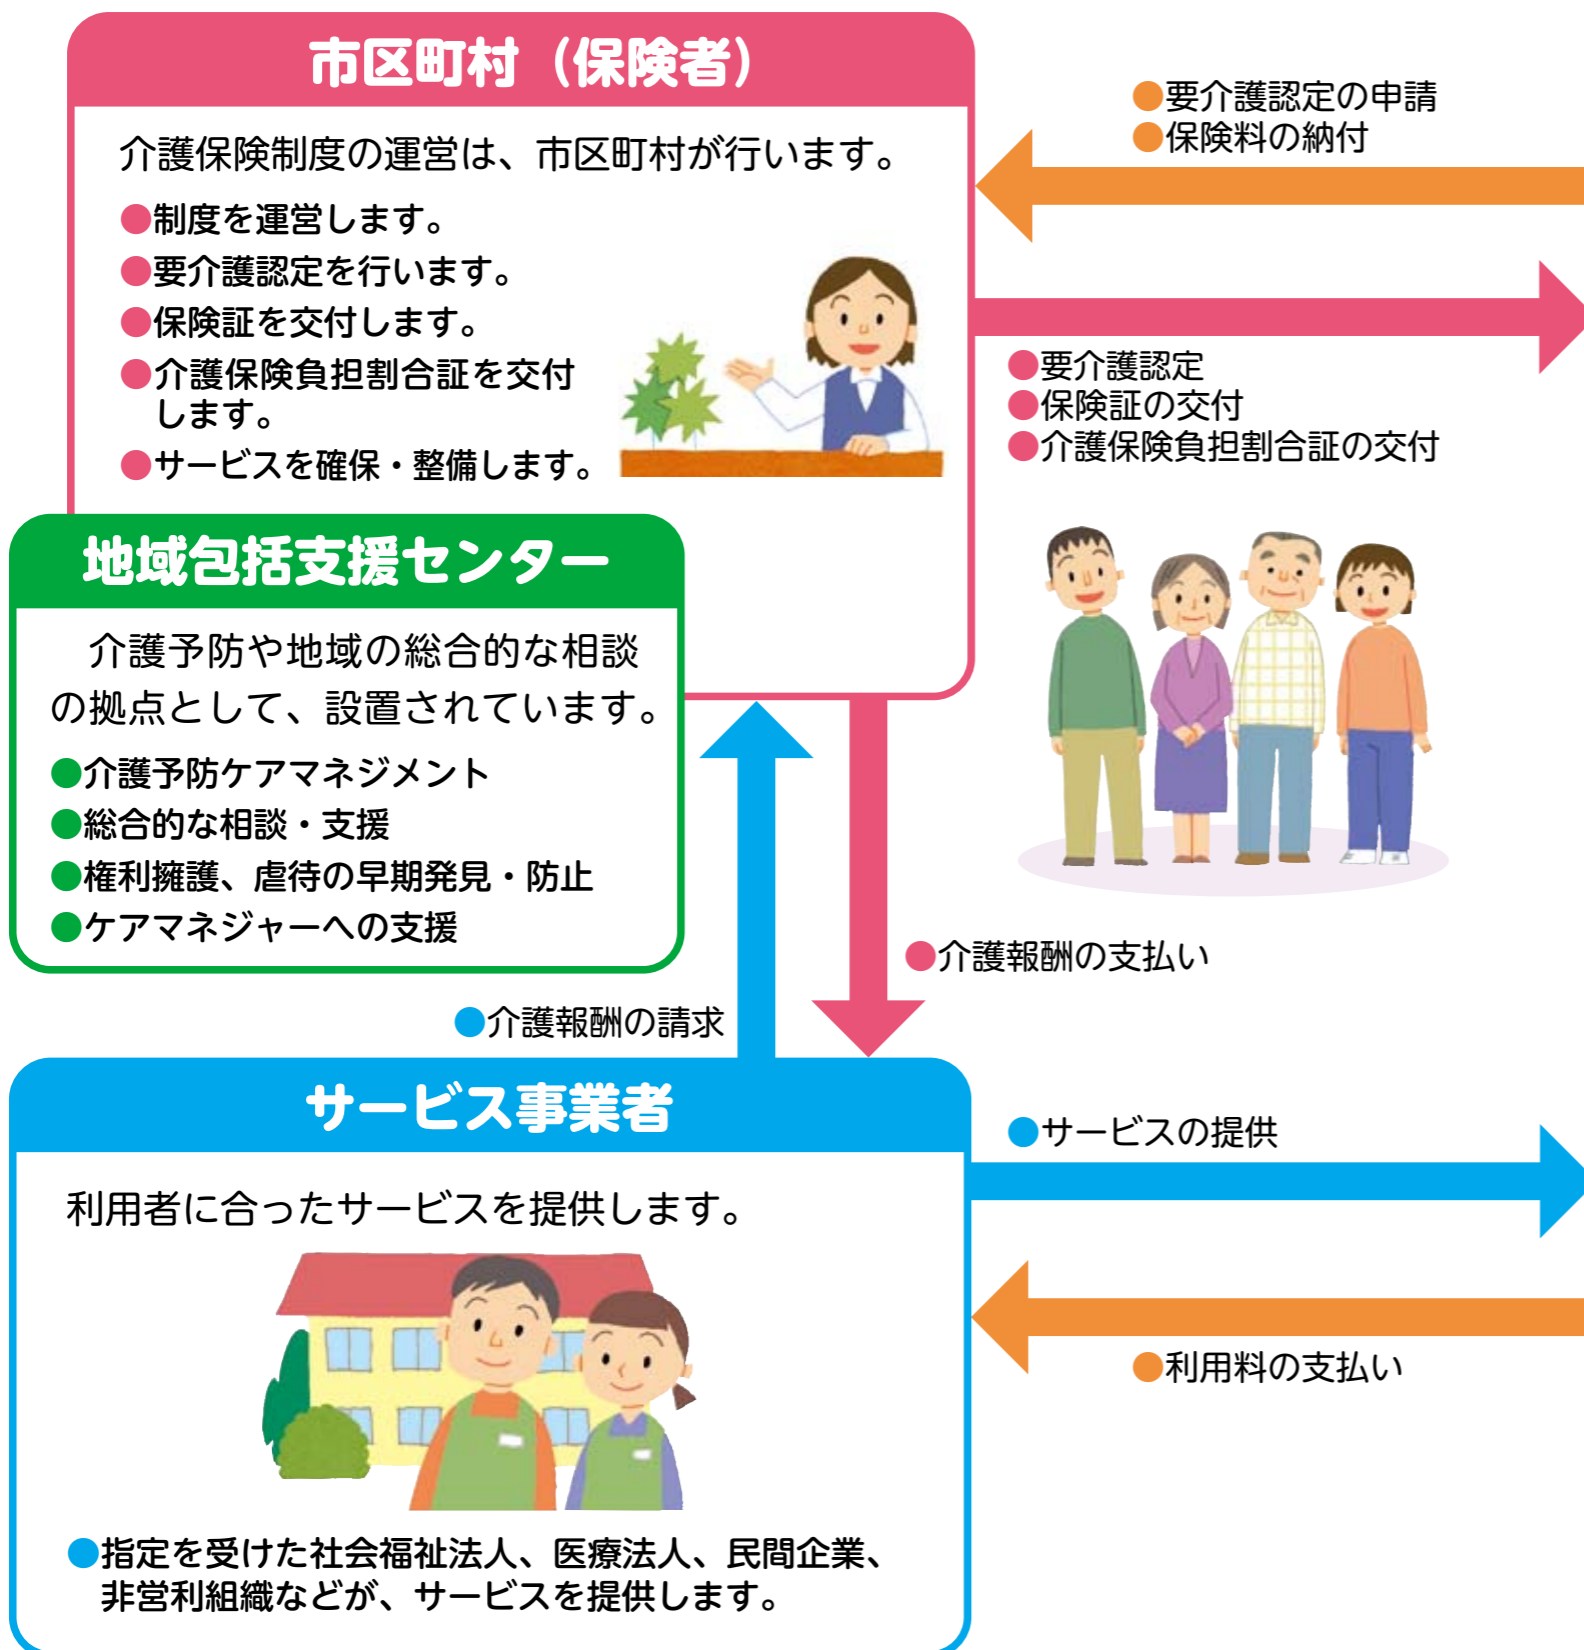 市区町村（保険者）
介護保険制度の運営は、市区町村が行います。
●制度を運営します。
●要介護認定を行います。
●保険証を交付します。
●介護保険負担割合証を交付
します。
●サービスを確保・整備します。
●要介護認定の申請
●保険料の納付
●要介護認定
●保険証の交付
●介護保険負担割合証の交付
地域包括支援センター
介護予防や地域の総合的な相談
の拠点として、設置されています。
●介護予防ケアマネジメント
●総合的な相談・支援
●権利擁護、虐待の早期発見・防止
●ケアマネジャーへの支援
●介護報酬の支払い
●介護報酬の請求
サービス事業者
利用者に合ったサービスを提供します。
●指定を受けた社会福祉法人、医療法人、民間企業、
非営利組織などが、サービスを提供します。
●サービスの提供
●利用料の支払い